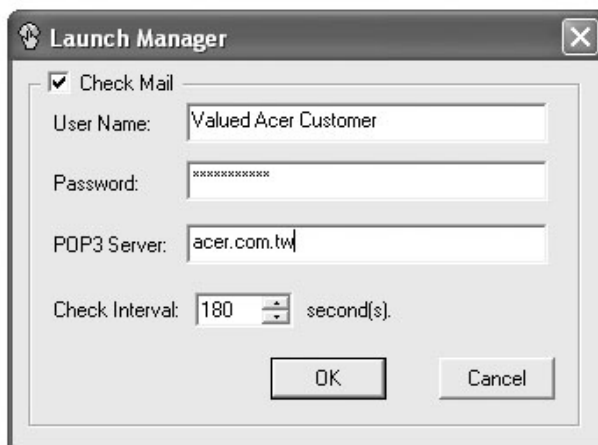 Launch Manager
Check Mail
User Name: Valued Acer Customer
Password: ***********
POP3 Server: acer.com.tw
Check Interval: 180 second(s).
OK Cancel